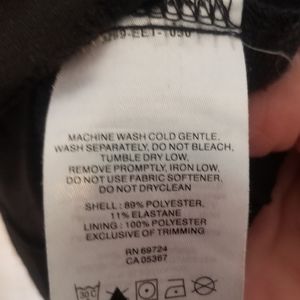 MACHINE WASH COLD GENTLE,
WASH SEPARATELY, DO NOT BLEACH,
TUMBLE DRY LOW,
REMOVE PROMPTLY, IRON LOW,
DO NOT USE FABRIC SOFTENER,
DO NOT DRYCLEAN
SHELL : 89% POLYESTER,
11% ELASTANE
LINING : 100% POLYESTER
EXCLUSIVE OF TRIMMING
RN 69724
CA 05367
30C